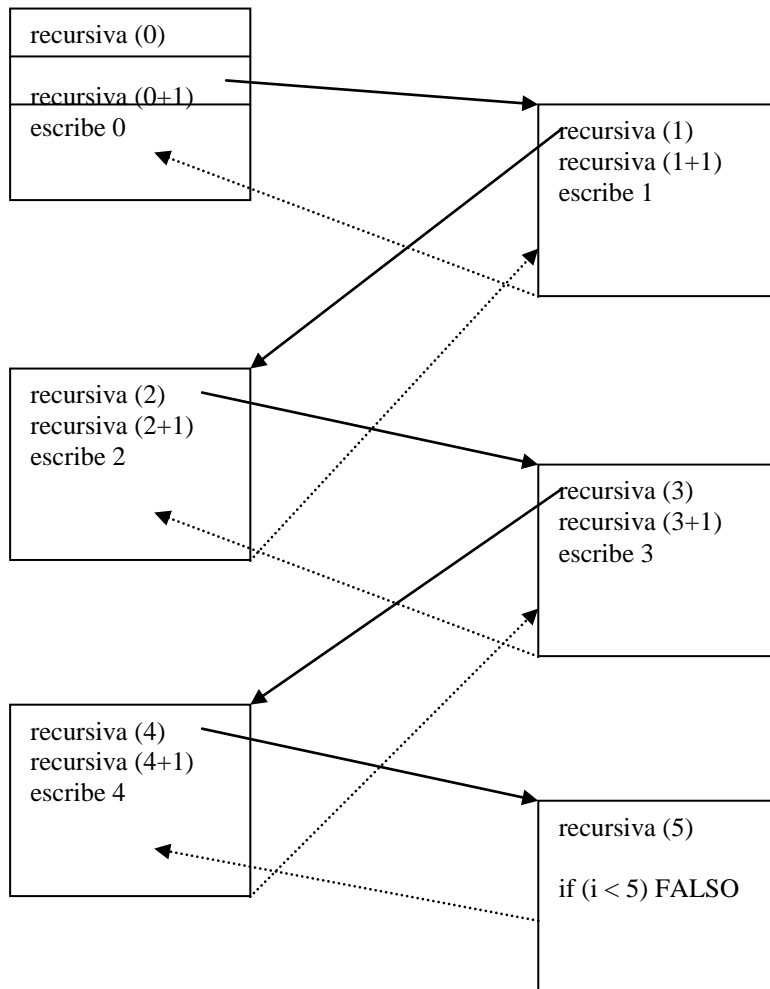 recursiva (0)
recursiva (0+1)
escribe 0
recursiva (1)
recursiva (1+1)
escribe 1
recursiva (2)
recursiva (2+1)
escribe 2
recursiva (3)
recursiva (3+1)
escribe 3
recursiva (4)
recursiva (4+1)
escribe 4
recursiva (5)
if (i < 5) FALSO